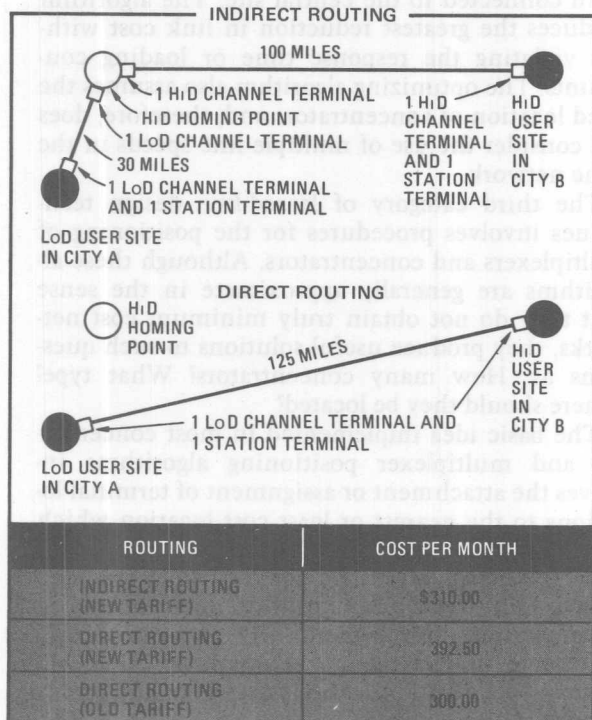 INDIRECT ROUTING
100 MILES
1 HiD CHANNEL TERMINAL
HiD HOMING POINT
1 LoD CHANNEL TERMINAL
30 MILES
1 LoD CHANNEL TERMINAL
AND 1 STATION TERMINAL
LoD USER SITE
IN CITY A
1 HiD
CHANNEL
TERMINAL
AND 1
STATION
TERMINAL
HiD
USER
SITE
IN
CITY B
DIRECT ROUTING
HiD
HOMING
POINT
125 MILES
HiD
USER
SITE
IN
CITY B
1 LoD CHANNEL TERMINAL AND
1 STATION TERMINAL
LoD USER SITE
IN CITY A
ROUTING COST PER MONTH
INDIRECT ROUTING
(NEW TARIFF) $310.00
DIRECT ROUTING
(NEW TARIFF) 392.50
DIRECT ROUTING
(OLD TARIFF) 300.00